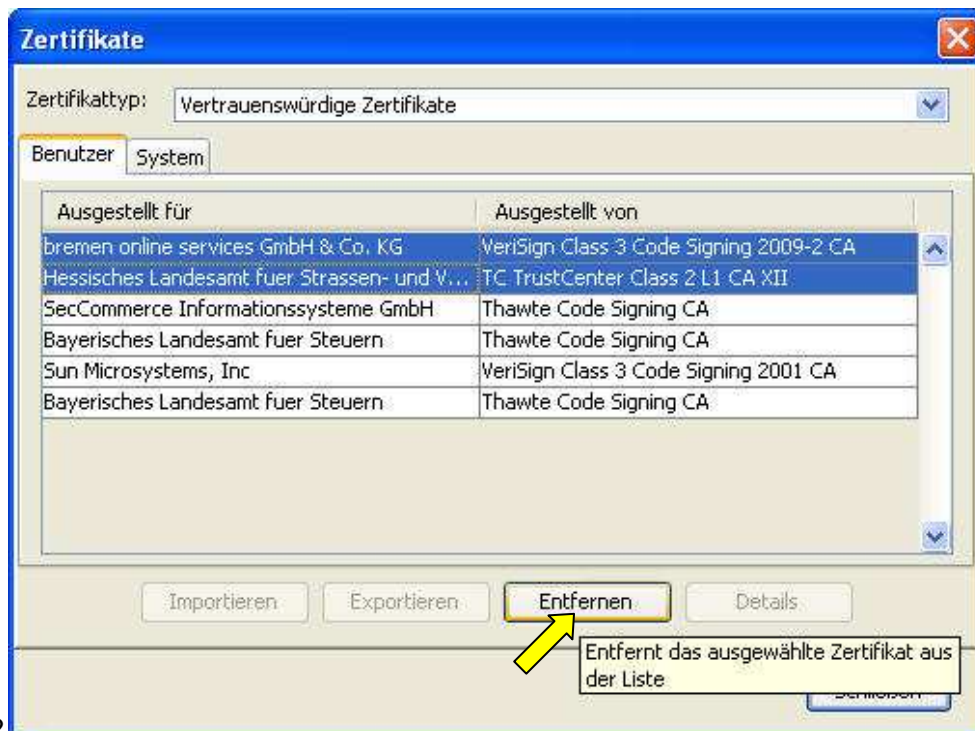 Zertifikate
Zertifikattyp: Vertrauenswürdige Zertifikate
Benutzer System
Ausgestellt für Ausgestellt von
bremen online services GmbH & Co. KG VeriSign Class 3 Code Signing 2009-2 CA
Hessisches Landesamt fuer Strassen- und V... TC TrustCenter Class 2 L1 CA XII
SecCommerce Informationssysteme GmbH Thawte Code Signing CA
Bayerisches Landesamt fuer Steuern Thawte Code Signing CA
Sun Microsystems, Inc VeriSign Class 3 Code Signing 2001 CA
Bayerisches Landesamt fuer Steuern Thawte Code Signing CA
Importieren Exportieren Entfernen Details
Entfernt das ausgewählte Zertifikat aus
der Liste